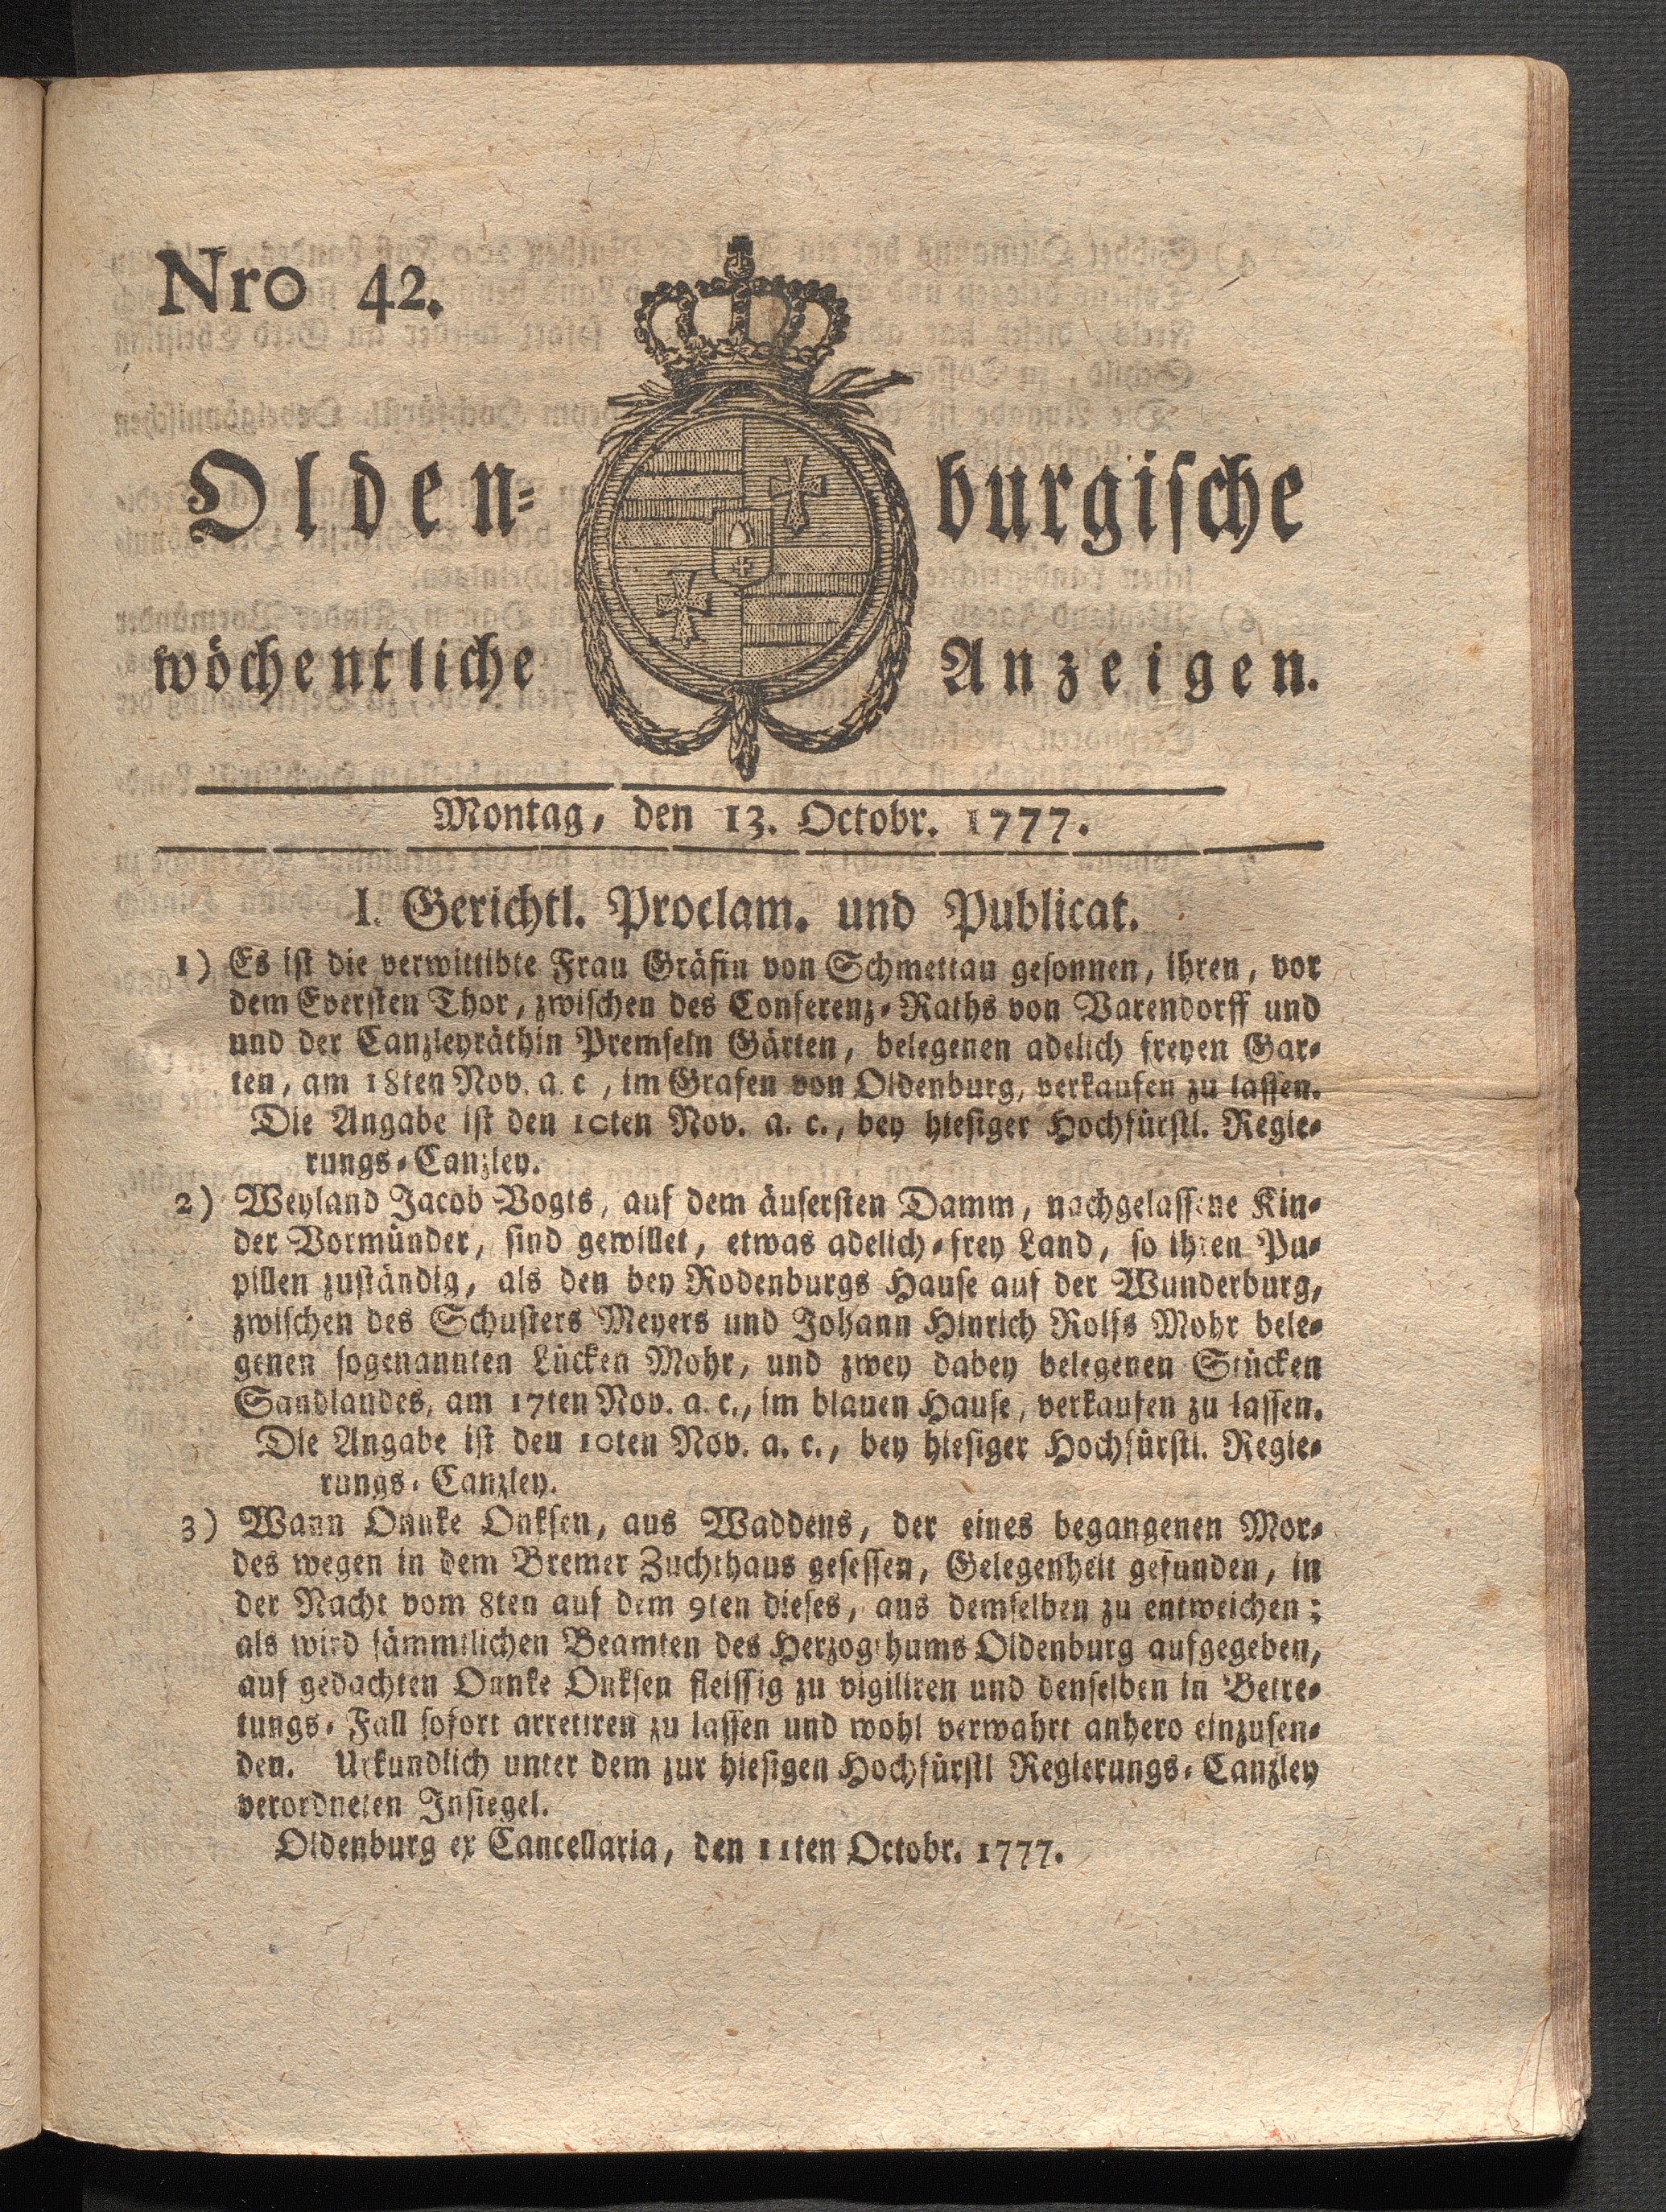 Nro 42.
Olden⸗ burgische
wöchentliche Anzeigen.
Montag, den 13. Octobr. 1777.
I. Gerichtl. Proclam. und Publicat.
1) Es ist die verwittibte Frau Gräfin von Schmettau gesonnen, ihren, vor
dem Eversten Thor, zwischen des Conferenz⸗Raths von Varendorff und
und der Canzleyräthin Premseln Gärten, belegenen adelich freyen Gar⸗
ten, am 18ten Nov. a. c, im Grafen von Oldenburg, verkaufen zu lassen.
Die Angabe ist den 10ten Nov. a. c., bey hiesiger Hochfürstl. Regie⸗
rungs⸗Canzley.
2) Weyland Jacob Vogts, auf dem äusersten Damm, nachgelassene Kin⸗
der Vormünder, sind gewillet, etwas adelich⸗frey Land, so ihren Pu⸗
pillen zuständig, als den bey Rodenburgs Hause auf der Wunderburg,
zwischen des Schusters Meyers und Johann Hinrich Rolfs Mohr bele⸗
genen sogenannten Lücken Mohr, und zwey dabey belegenen Stücken
Sandlandes, am 17ten Nov. a. c., im blauen Hause, verkaufen zu lassen.
Die Angabe ist den 10ten Nov. a. c., bey hiesiger Hochfürstl. Regie⸗
rungs⸗Canzley.
3) Wann Onnke Onksen, aus Waddens, der eines begangenen Mor⸗
des wegen in dem Bremer Zuchthaus gesessen, Gelegenheit gefunden, in
der Nacht vom 8ten auf dem 9ten dieses, aus demselben zu entweichen;
als wird sämmtlichen Beamten des Herzogthums Oldenburg aufgegeben,
auf gedachten Onnke Onksen fleissig zu vigiliren und denselben in Betre⸗
tungs⸗Fall sofort arretiren zu lassen und wohl verwahrt anhero einzusen⸗
den. Urkundlich unter dem zur hiesigen Hochfürstl Regierungs⸗Canzley
verordneten Insiegel.
Oldenburg ex Cancellaria, den 11ten Octobr. 1777.